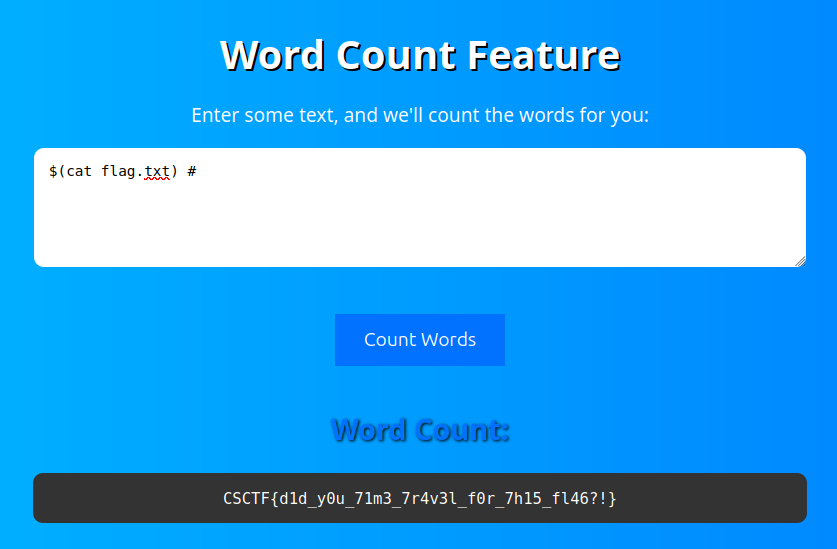 Word Count Feature
Enter some text, and we'll count the words for you:
$(cat flag.txt) #
Count Words
Word Count:
CSCTF{d1d_y0u_71m3_7r4v3l_f0r_7h15_fl46?!}